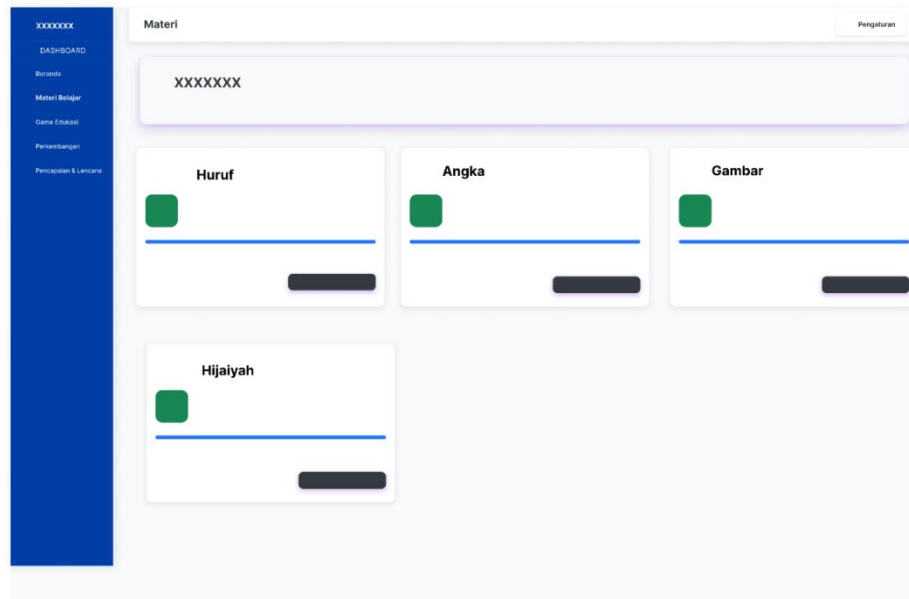 XXXXXXX
DASHBOARD
Beranda
Materi Belajar
Game Edukasi
Perkembangan
Pencapaian & Lencana
Materi
Pengaturan
XXXXXXX
Huruf
Angka
Gambar
Hijaiyah